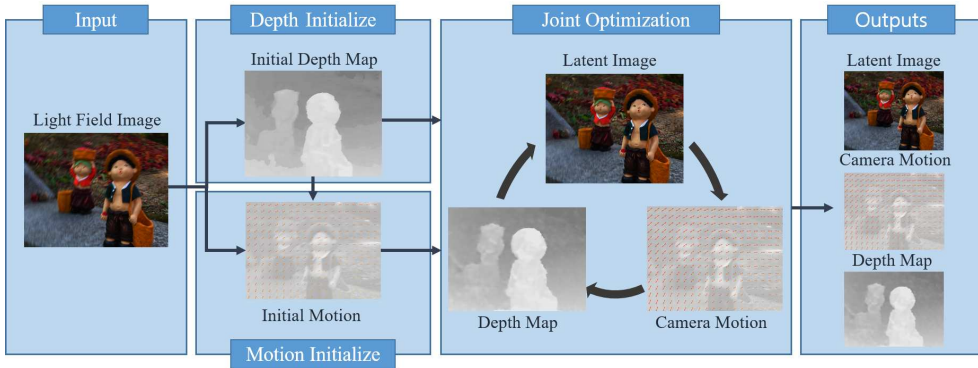 Input
Light Field Image
Depth Initialize
Initial Depth Map
Initial Motion
Motion Initialize
Joint Optimization
Latent Image
Depth Map
Camera Motion
Outputs
Latent Image
Camera Motion
Depth Map